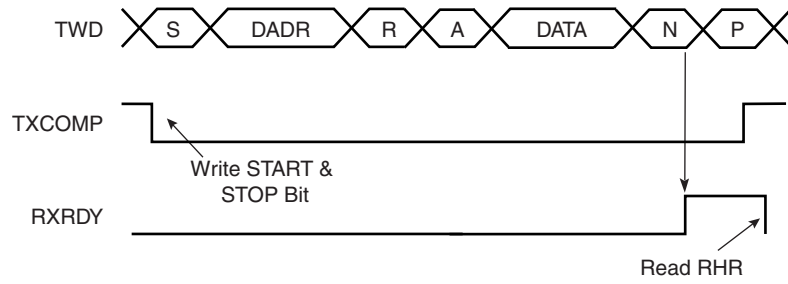 TWD S DADR R A DATA N P
TXCOMP
Write START &
STOP Bit
RXRDY
Read RHR